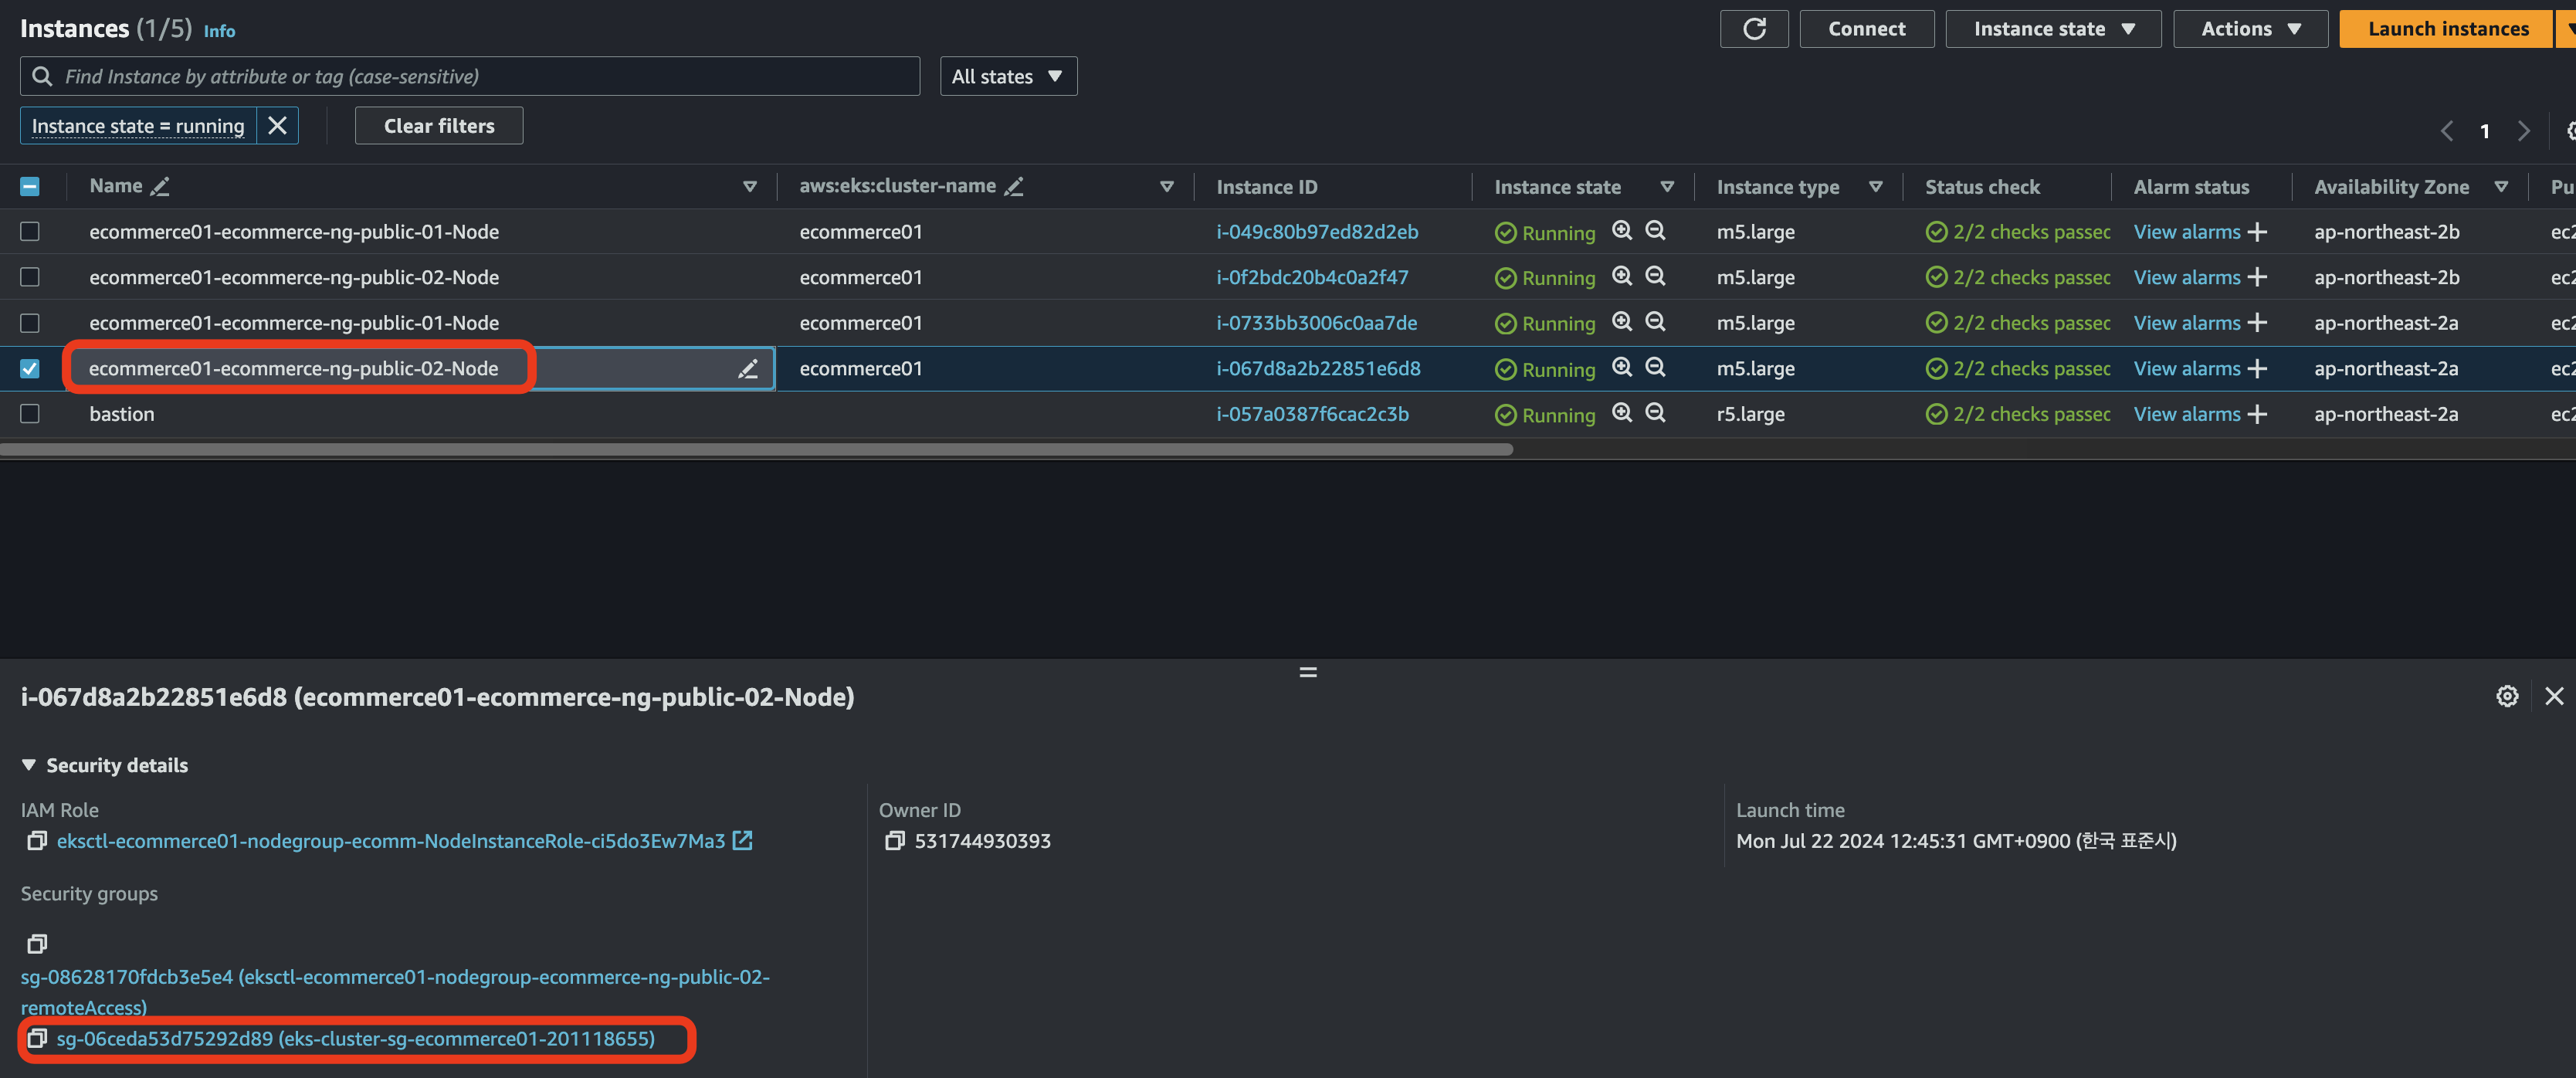 Instances (1/5) Info
Connect Instance state Actions Launch instances
Find Instance by attribute or tag (case-sensitive) All states
Instance state = running Clear filters
1
Name aws:eks:cluster-name Instance ID Instance state Instance type Status check Alarm status Availability Zone Pu
ecommerce01-ecommerce-ng-public-01-Node ecommerce01 i-049c80b97ed82d2eb Running m5.large 2/2 checks passec View alarms ap-northeast-2b ec2
ecommerce01-ecommerce-ng-public-02-Node ecommerce01 i-0f2bdc20b4c0a2f47 Running m5.large 2/2 checks passec View alarms ap-northeast-2b ec2
ecommerce01-ecommerce-ng-public-01-Node ecommerce01 i-0733bb3006c0aa7de Running m5.large 2/2 checks passec View alarms ap-northeast-2a ec2
ecommerce01-ecommerce-ng-public-02-Node ecommerce01 i-067d8a2b22851e6d8 Running m5.large 2/2 checks passec View alarms ap-northeast-2a ec2
bastion i-057a0387f6cac2c3b Running r5.large 2/2 checks passec View alarms ap-northeast-2a ec2
i-067d8a2b22851e6d8 (ecommerce01-ecommerce-ng-public-02-Node)
Security details
IAM Role Owner ID Launch time
eksctl-ecommerce01-nodegroup-ecomm-NodeInstanceRole-ci5do3Ew7Ma3 531744930393 Mon Jul 22 2024 12:45:31 GMT+0900 (한국 표준시)
Security groups
sg-08628170fdcb3e5e4 (eksctl-ecommerce01-nodegroup-ecommerce-ng-public-02-
remoteAccess)
sg-06ceda53d75292d89 (eks-cluster-sg-ecommerce01-201118655)